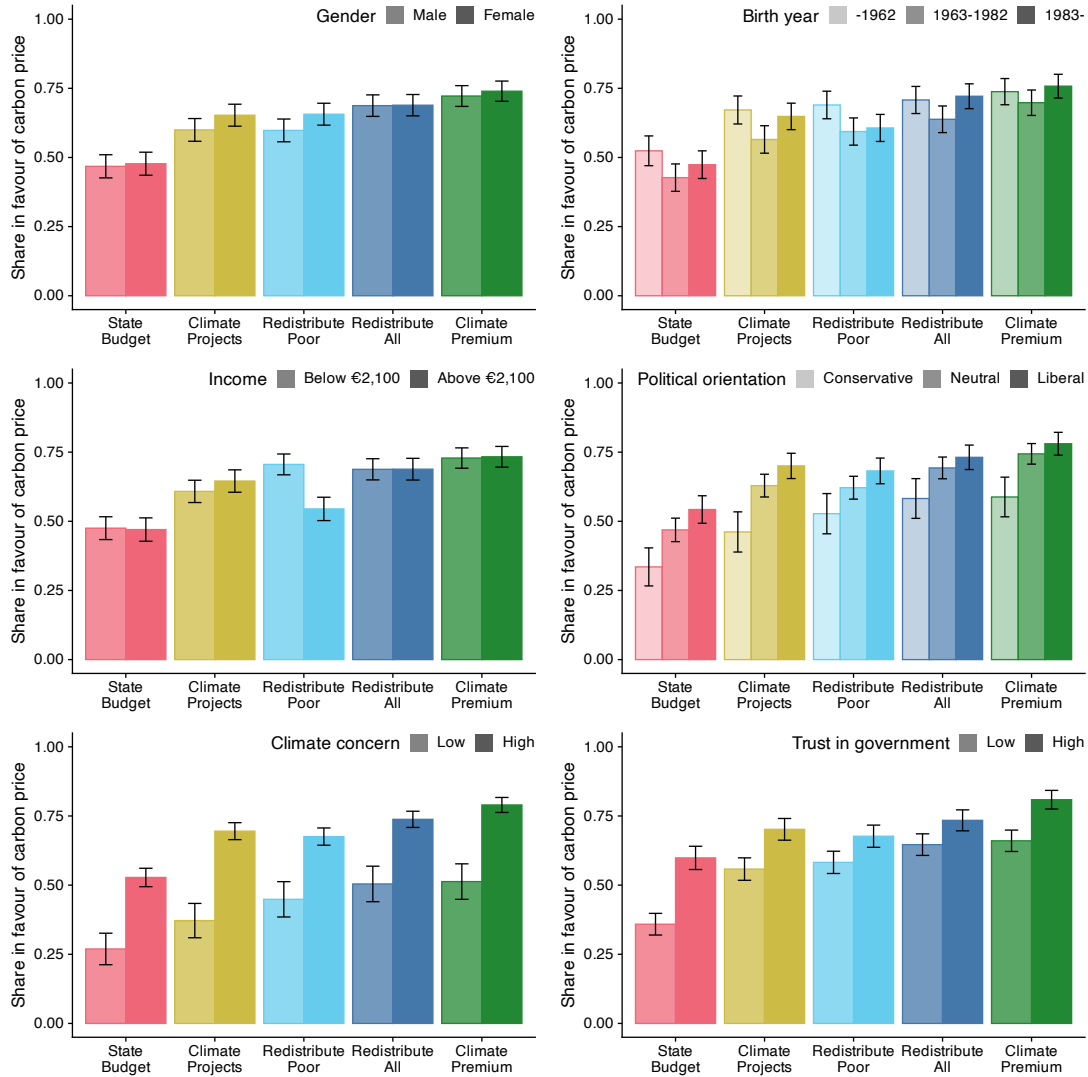 Gender Male Female
Share in favour of carbon price
1.00
0.75
0.50
0.25
0.00
State Budget
Climate Projects
Redistribute Poor
Redistribute All
Climate Premium
Birth year -1962 1963-1982 1983-
Share in favour of carbon price
1.00
0.75
0.50
0.25
0.00
State Budget
Climate Projects
Redistribute Poor
Redistribute All
Climate Premium
Income Below €2,100 Above €2,100
Share in favour of carbon price
1.00
0.75
0.50
0.25
0.00
State Budget
Climate Projects
Redistribute Poor
Redistribute All
Climate Premium
Political orientation Conservative Neutral Liberal
Share in favour of carbon price
1.00
0.75
0.50
0.25
0.00
State Budget
Climate Projects
Redistribute Poor
Redistribute All
Climate Premium
Climate concern Low High
Share in favour of carbon price
1.00
0.75
0.50
0.25
0.00
State Budget
Climate Projects
Redistribute Poor
Redistribute All
Climate Premium
Trust in government Low High
Share in favour of carbon price
1.00
0.75
0.50
0.25
0.00
State Budget
Climate Projects
Redistribute Poor
Redistribute All
Climate Premium